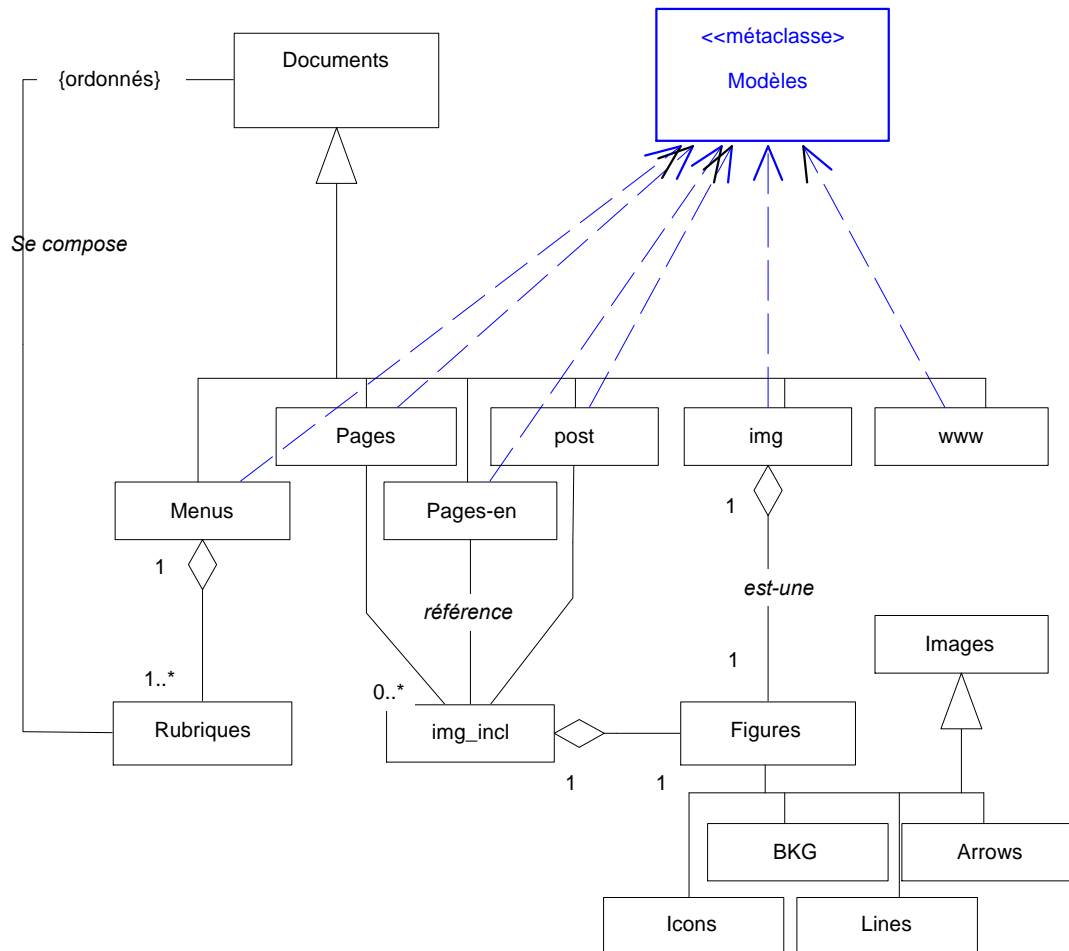 <<métaclasse>
Documents
{ordonnés}
Modèles
Se compose
Pages
post
img
www
Menus
Pages-en
1
1
est-une
référence
Images
1
1..*
0..*
Rubriques
img_incl
Figures
1
1
BKG
Arrows
Icons
Lines